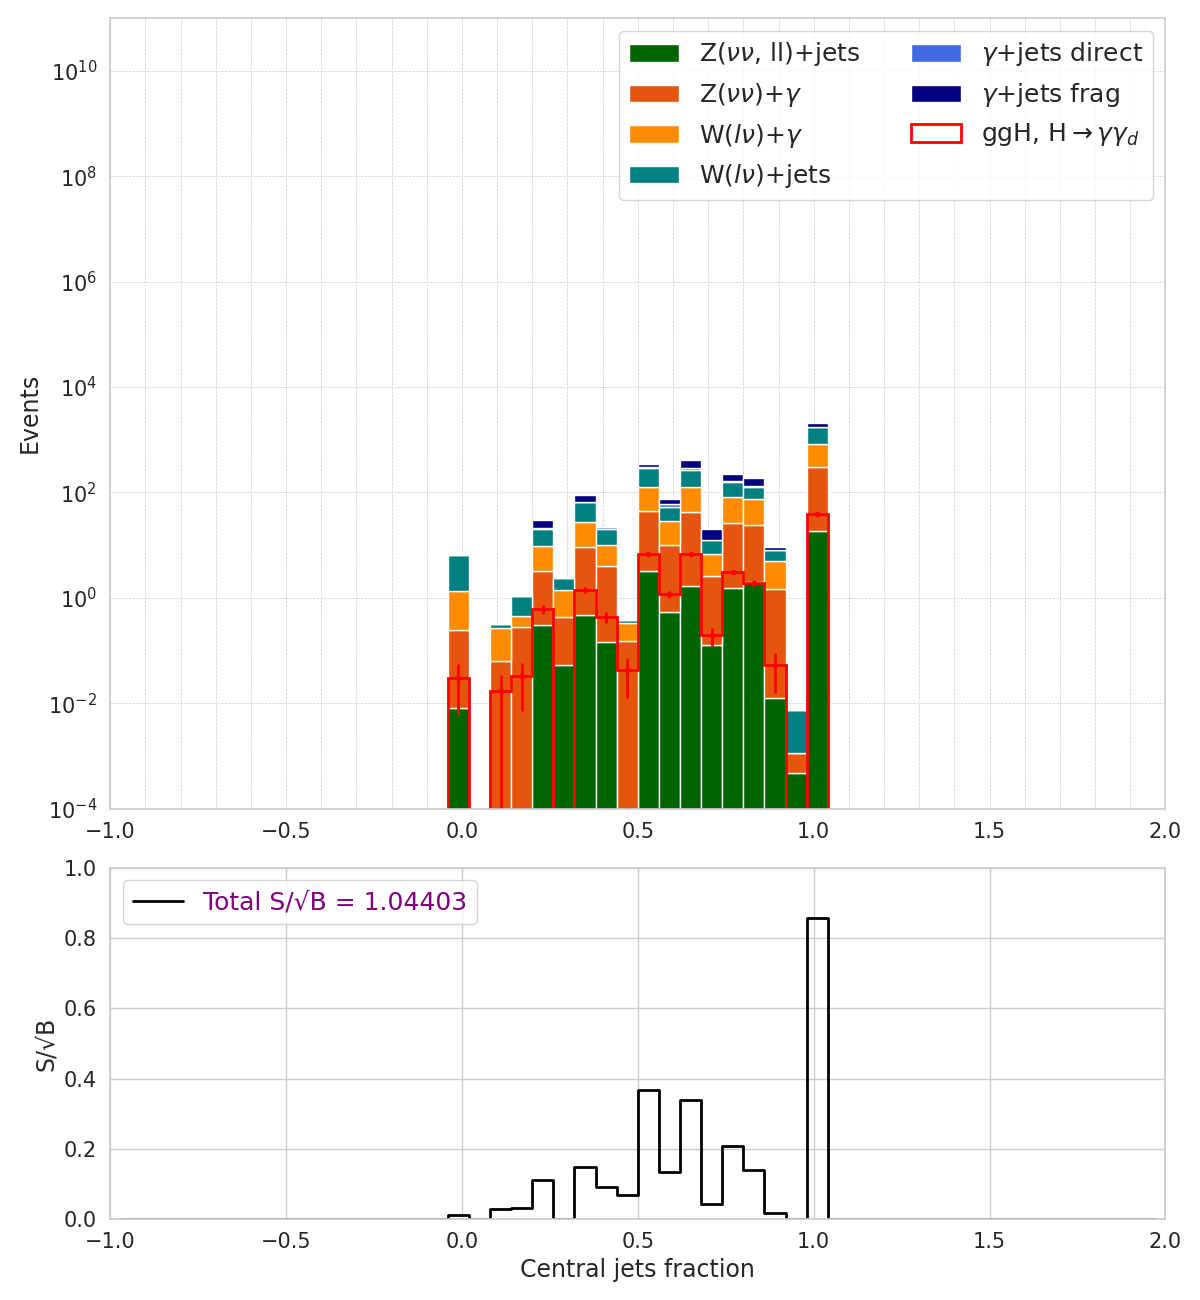 Z(νν, ll)+jets
Z(νν)+γ
W(lν)+γ
W(lν)+jets
γ+jets direct
γ+jets frag
ggH, H→γγ_d
Events
10^10
10^8
10^6
10^4
10^2
10^0
10^−2
10^−4
−1.0 −0.5 0.0 0.5 1.0 1.5 2.0
Total S/√B = 1.04403
S/√B
1.0
0.8
0.6
0.4
0.2
0.0
−1.0 −0.5 0.0 0.5 1.0 1.5 2.0
Central jets fraction